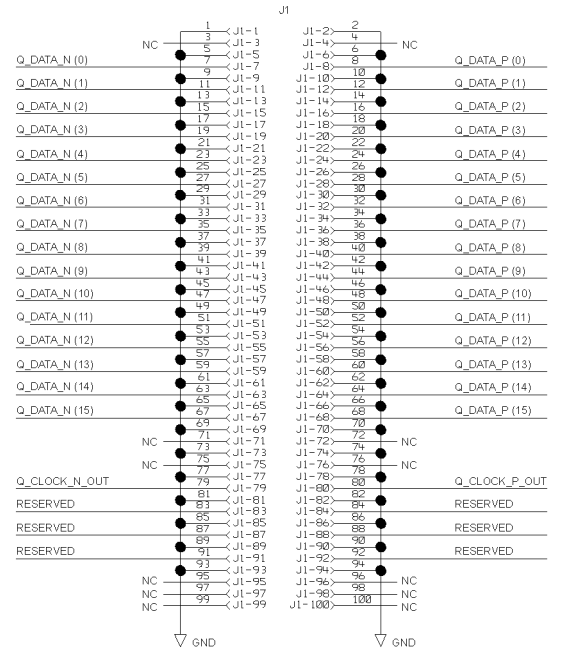 J1
1 J1-1 J1-2 2
NC 3 J1-3 J1-4 4 NC
5 J1-5 J1-6 6
Q_DATA_N (0) 7 J1-7 J1-8 8 Q_DATA_P (0)
9 J1-9 J1-10 10
Q_DATA_N (1) 11 J1-11 J1-12 12 Q_DATA_P (1)
13 J1-13 J1-14 14
Q_DATA_N (2) 15 J1-15 J1-16 16 Q_DATA_P (2)
17 J1-17 J1-18 18
Q_DATA_N (3) 19 J1-19 J1-20 20 Q_DATA_P (3)
21 J1-21 J1-22 22
Q_DATA_N (4) 23 J1-23 J1-24 24 Q_DATA_P (4)
25 J1-25 J1-26 26
Q_DATA_N (5) 27 J1-27 J1-28 28 Q_DATA_P (5)
29 J1-29 J1-30 30
Q_DATA_N (6) 31 J1-31 J1-32 32 Q_DATA_P (6)
33 J1-33 J1-34 34
Q_DATA_N (7) 35 J1-35 J1-36 36 Q_DATA_P (7)
37 J1-37 J1-38 38
Q_DATA_N (8) 39 J1-39 J1-40 40 Q_DATA_P (8)
41 J1-41 J1-42 42
Q_DATA_N (9) 43 J1-43 J1-44 44 Q_DATA_P (9)
45 J1-45 J1-46 46
Q_DATA_N (10) 47 J1-47 J1-48 48 Q_DATA_P (10)
49 J1-49 J1-50 50
Q_DATA_N (11) 51 J1-51 J1-52 52 Q_DATA_P (11)
53 J1-53 J1-54 54
Q_DATA_N (12) 55 J1-55 J1-56 56 Q_DATA_P (12)
57 J1-57 J1-58 58
Q_DATA_N (13) 59 J1-59 J1-60 60 Q_DATA_P (13)
61 J1-61 J1-62 62
Q_DATA_N (14) 63 J1-63 J1-64 64 Q_DATA_P (14)
65 J1-65 J1-66 66
Q_DATA_N (15) 67 J1-67 J1-68 68 Q_DATA_P (15)
69 J1-69 J1-70 70
NC 71 J1-71 J1-72 72 NC
73 J1-73 J1-74 74
NC 75 J1-75 J1-76 76 NC
77 J1-77 J1-78 78
Q_CLOCK_N_OUT 79 J1-79 J1-80 80 Q_CLOCK_P_OUT
81 J1-81 J1-82 82
RESERVED 83 J1-83 J1-84 84 RESERVED
85 J1-85 J1-86 86
RESERVED 87 J1-87 J1-88 88 RESERVED
89 J1-89 J1-90 90
RESERVED 91 J1-91 J1-92 92 RESERVED
93 J1-93 J1-94 94
NC 95 J1-95 J1-96 96 NC
NC 97 J1-97 J1-98 98 NC
NC 99 J1-99 J1-100 100 NC
GND GND